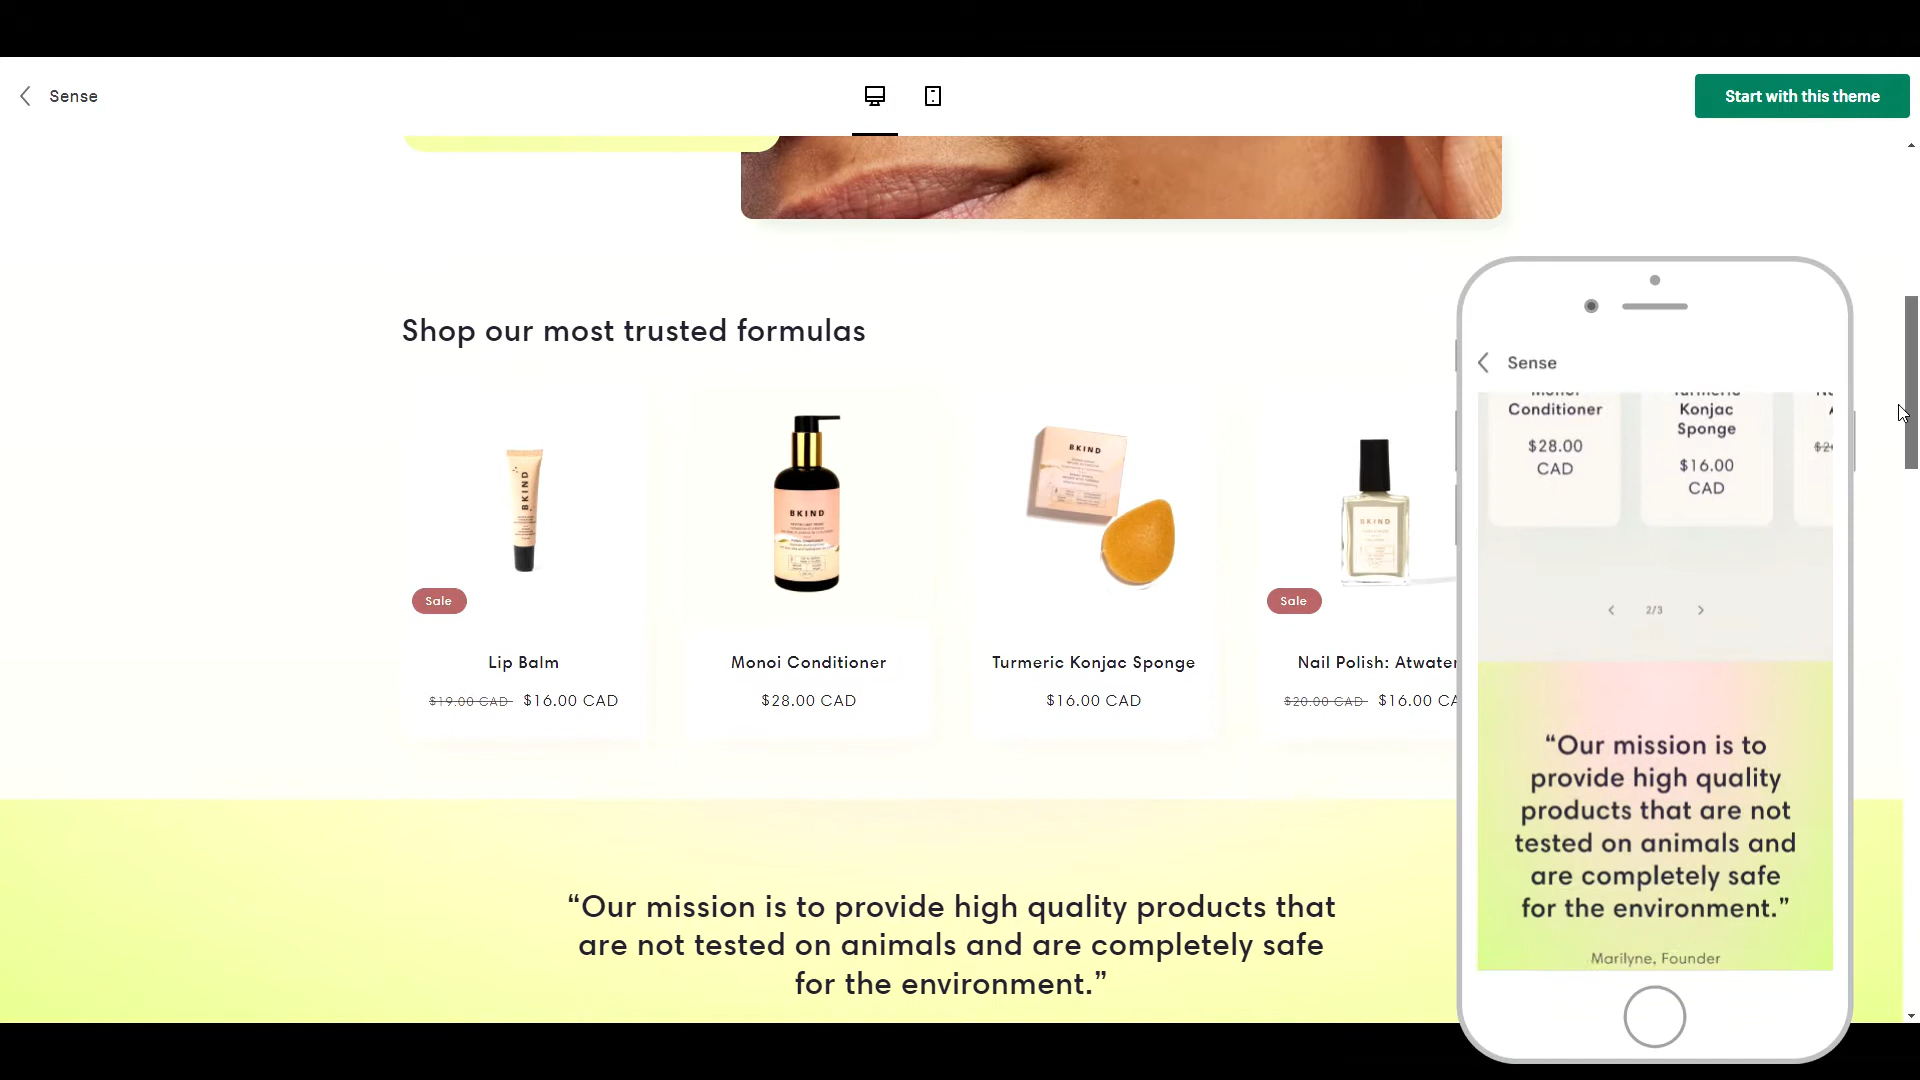 Sense
Start with this theme
Shop our most trusted formulas
BKIND
BKIND
BKIND
BKIND
Sale
Sale
Lip Balm
Monoi Conditioner
Turmeric Konjac Sponge
Nail Polish: Atwater
$19.00 CAD $16.00 CAD
$28.00 CAD
$16.00 CAD
$20.00 CAD $16.00 CA
“Our mission is to provide high quality products that
are not tested on animals and are completely safe
for the environment.”
Sense
Monoi
Conditioner
$28.00
CAD
Turmeric
Konjac
Sponge
$16.00
CAD
2/3
“Our mission is to
provide high quality
products that are not
tested on animals and
are completely safe
for the environment.”
Marilyne, Founder